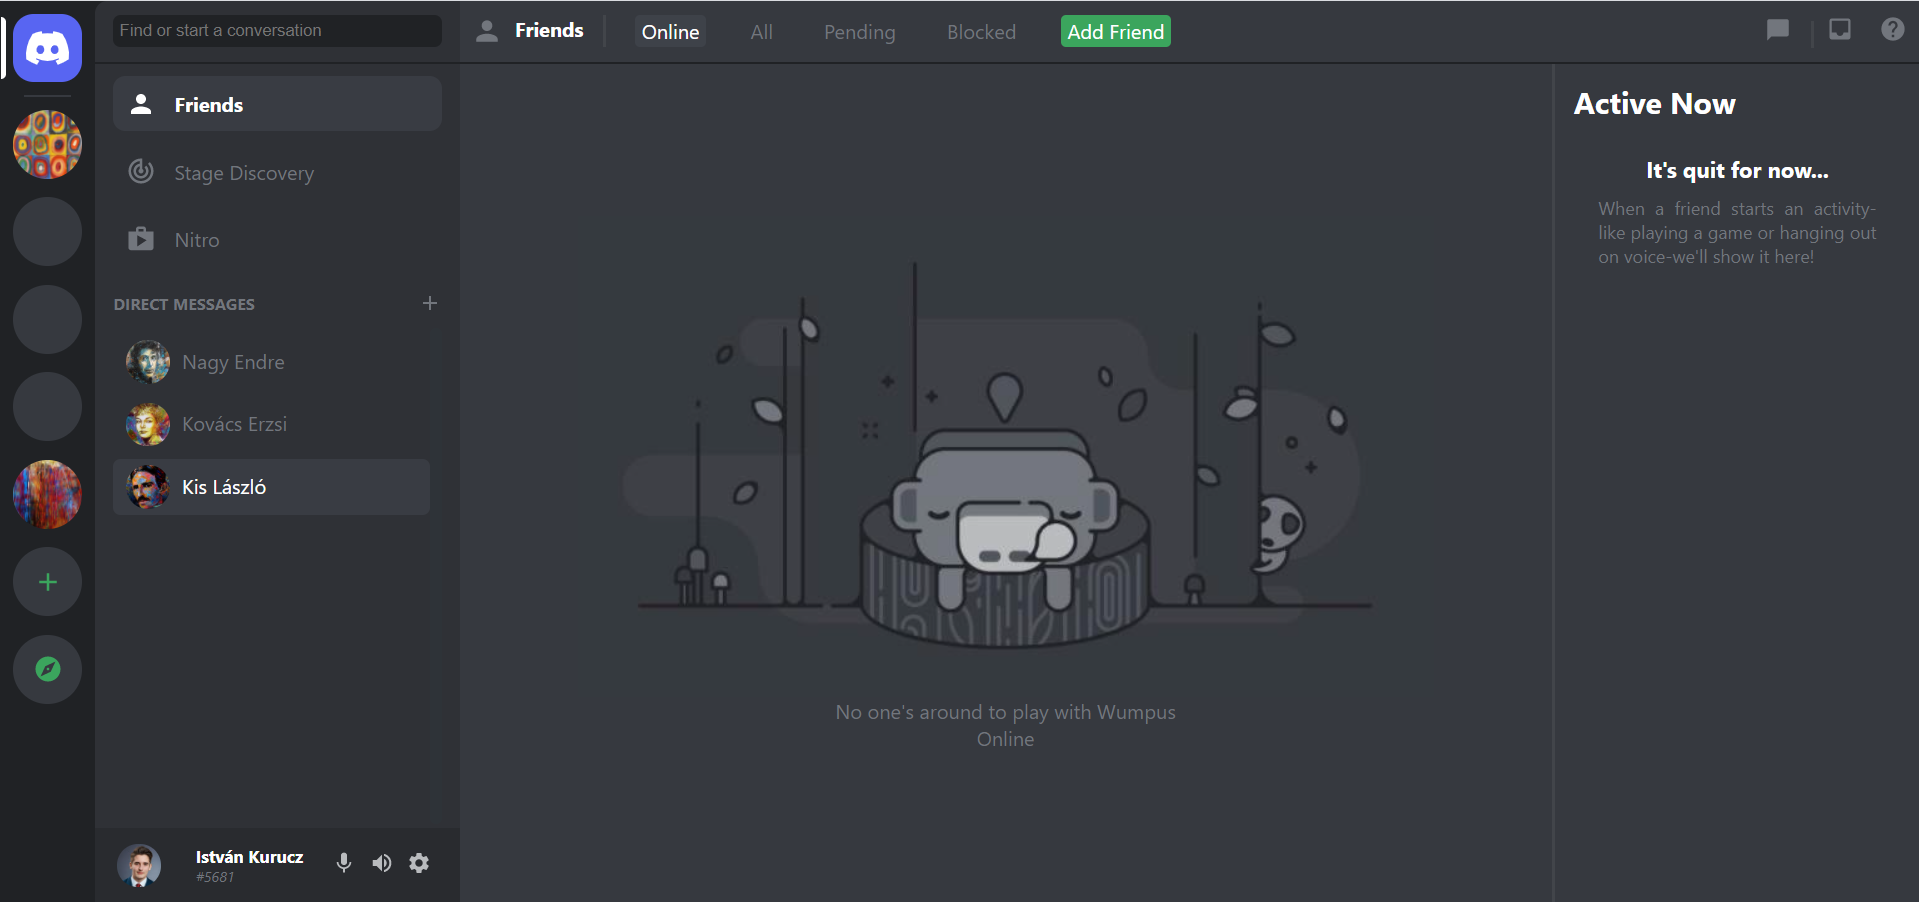 Find or start a conversation
Friends
Online
All
Pending
Blocked
Add Friend
Friends
Stage Discovery
Nitro
DIRECT MESSAGES
Nagy Endre
Kovács Erzsi
Kis László
István Kurucz
#5681
No one's around to play with Wumpus
Online
Active Now
It's quit for now...
When a friend starts an activity-
like playing a game or hanging out
on voice-we'll show it here!